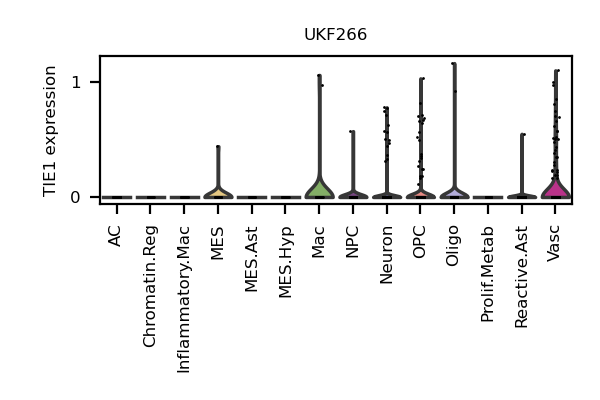 UKF266
TIE1 expression
1
0
AC
Chromatin.Reg
Inflammatory.Mac
MES
MES.Ast
MES.Hyp
Mac
NPC
Neuron
OPC
Oligo
Prolif.Metab
Reactive.Ast
Vasc